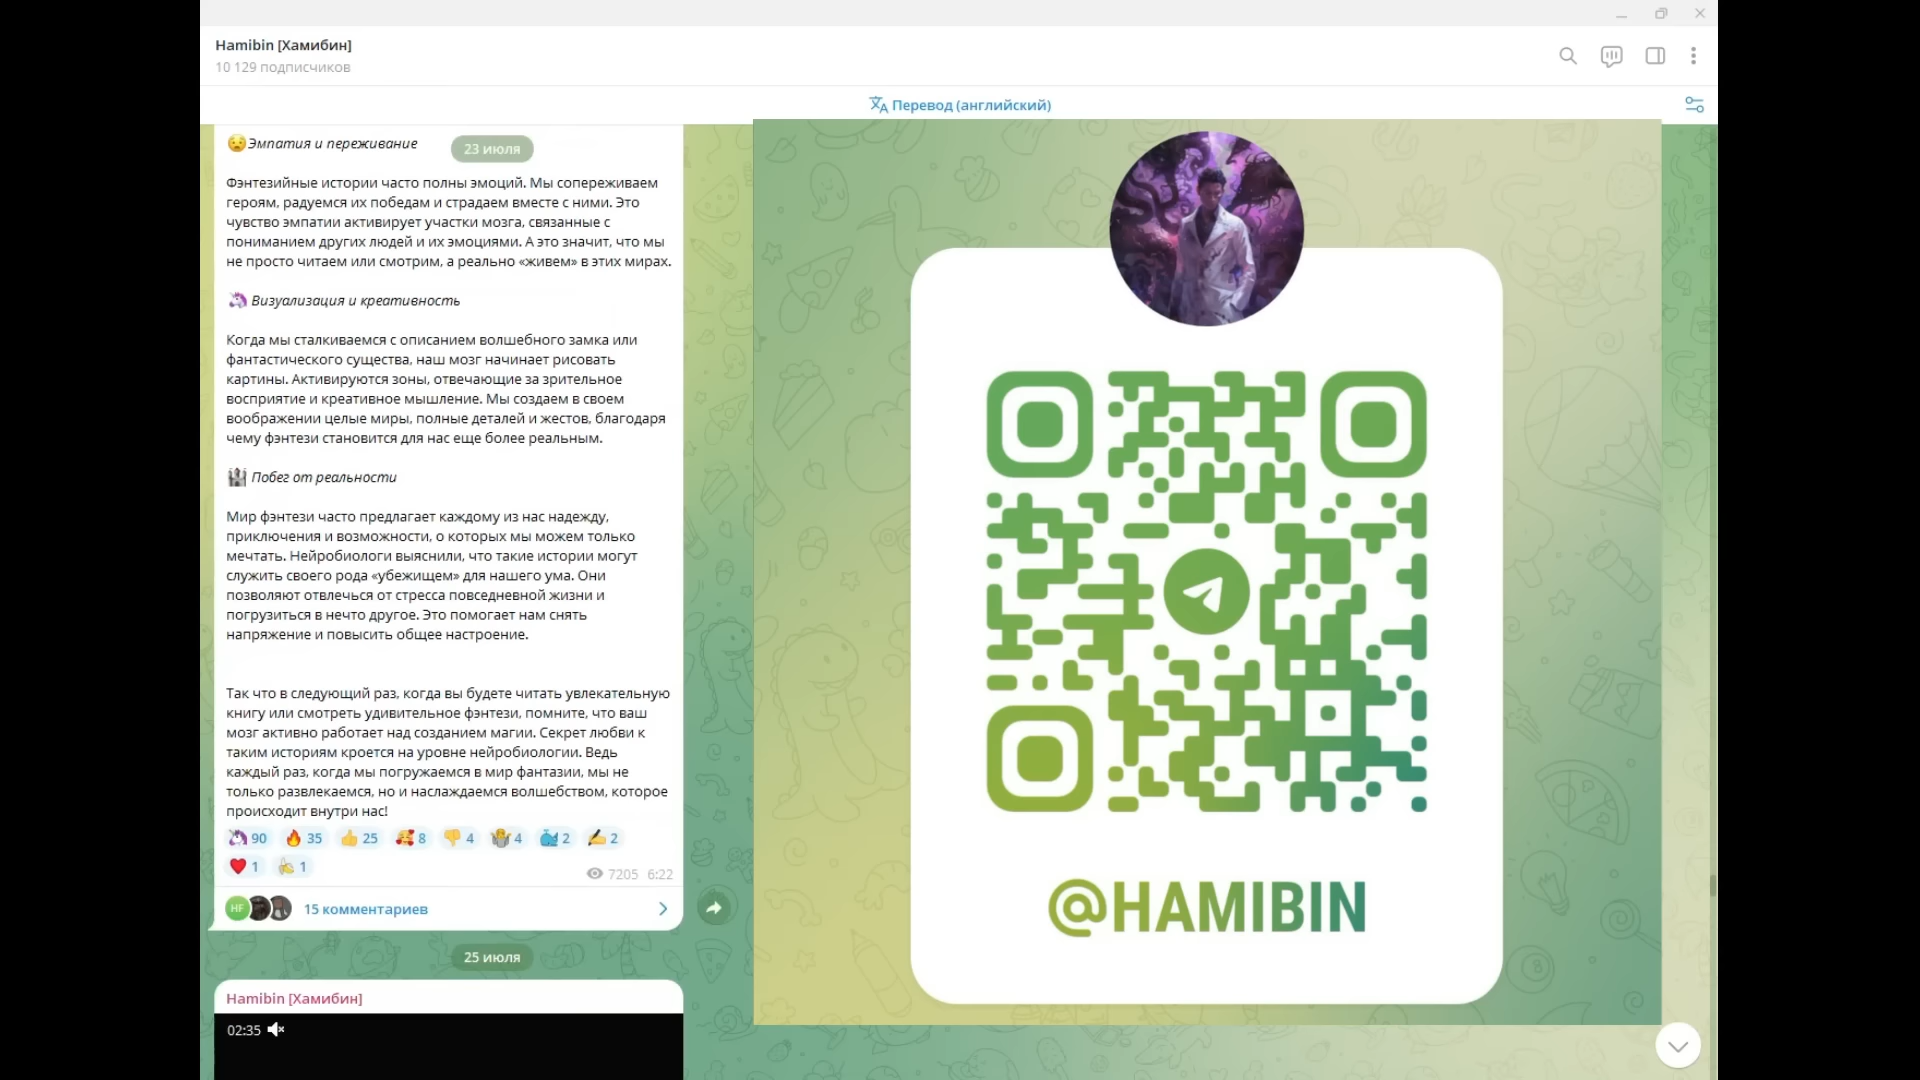 Hamibin [Хамибин]
10 129 подписчиков
Перевод (английский)
Эмпатия и переживание
23 июля
Фэнтезийные истории часто полны эмоций. Мы сопереживаем
героям, радуемся их победам и страдаем вместе с ними. Это
чувство эмпатии активирует участки мозга, связанные с
пониманием других людей и их эмоциями. А это значит, что мы
не просто читаем или смотрим, а реально «живем» в этих мирах.
Визуализация и креативность
Когда мы сталкиваемся с описанием волшебного замка или
фантастического существа, наш мозг начинает рисовать
картины. Активируются зоны, отвечающие за зрительное
восприятие и креативное мышление. Мы создаем в своем
воображении целые миры, полные деталей и жестов, благодаря
чему фэнтези становится для нас еще более реальным.
Побег от реальности
Мир фэнтези часто предлагает каждому из нас надежду,
приключения и возможности, о которых мы можем только
мечтать. Нейробиологи выяснили, что такие истории могут
служить своего рода «убежищем» для нашего ума. Они
позволяют отвлечься от стресса повседневной жизни и
погрузиться в нечто другое. Это помогает нам снять
напряжение и повысить общее настроение.
Так что в следующий раз, когда вы будете читать увлекательную
книгу или смотреть удивительное фэнтези, помните, что ваш
мозг активно работает над созданием магии. Секрет любви к
таким историям кроется на уровне нейробиологии. Ведь
каждый раз, когда мы погружаемся в мир фантазии, мы не
только развлекаемся, но и наслаждаемся волшебством, которое
происходит внутри нас!
90 35 25 8 4 4 2 2
1 1
7205 6:22
HF 15 комментариев
25 июля
Hamibin [Хамибин]
02:35
@HAMIBIN